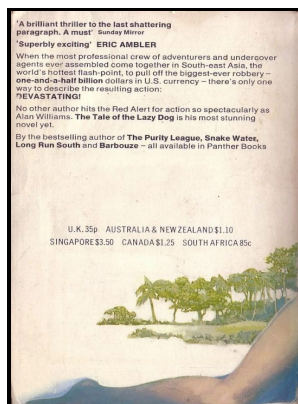 'A brilliant thriller to the last shattering
paragraph. A must' Sunday Mirror
'Superbly exciting' ERIC AMBLER
When the most professional crew of adventurers and undercover
agents ever assembled come together in South-east Asia, the
world's hottest flash-point, to pull off the biggest-ever robbery –
one-and-a-half billion dollars in U.S. currency – there's only one
way to describe the resulting action:
DEVASTATING!
No other author hits the Red Alert for action so spectacularly as
Alan Williams. The Tale of the Lazy Dog is his most stunning
novel yet.
By the bestselling author of The Purity League, Snake Water,
Long Run South and Barbouze – all available in Panther Books
U.K. 35p AUSTRALIA & NEW ZEALAND $1.10
SINGAPORE $3.50 CANADA $1.25 SOUTH AFRICA 85c